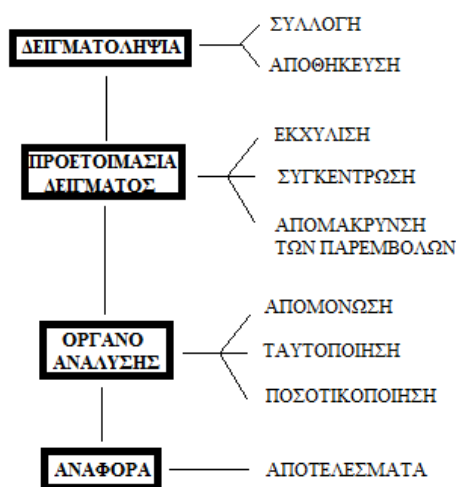 ΔΕΙΓΜΑΤΟΛΗΨΙΑ
ΣΥΛΛΟΓΗ
ΑΠΟΘΗΚΕΥΣΗ
ΠΡΟΕΤΟΙΜΑΣΙΑ
ΔΕΙΓΜΑΤΟΣ
ΕΚΧΥΛΙΣΗ
ΣΥΓΚΕΝΤΡΩΣΗ
ΑΠΟΜΑΚΡΥΝΣΗ
ΤΩΝ ΠΑΡΕΜΒΟΛΩΝ
ΟΡΓΑΝΟ
ΑΝΑΛΥΣΗΣ
ΑΠΟΜΟΝΩΣΗ
ΤΑΥΤΟΠΟΙΗΣΗ
ΠΟΣΟΤΙΚΟΠΟΙΗΣΗ
ΑΝΑΦΟΡΑ
ΑΠΟΤΕΛΕΣΜΑΤΑ